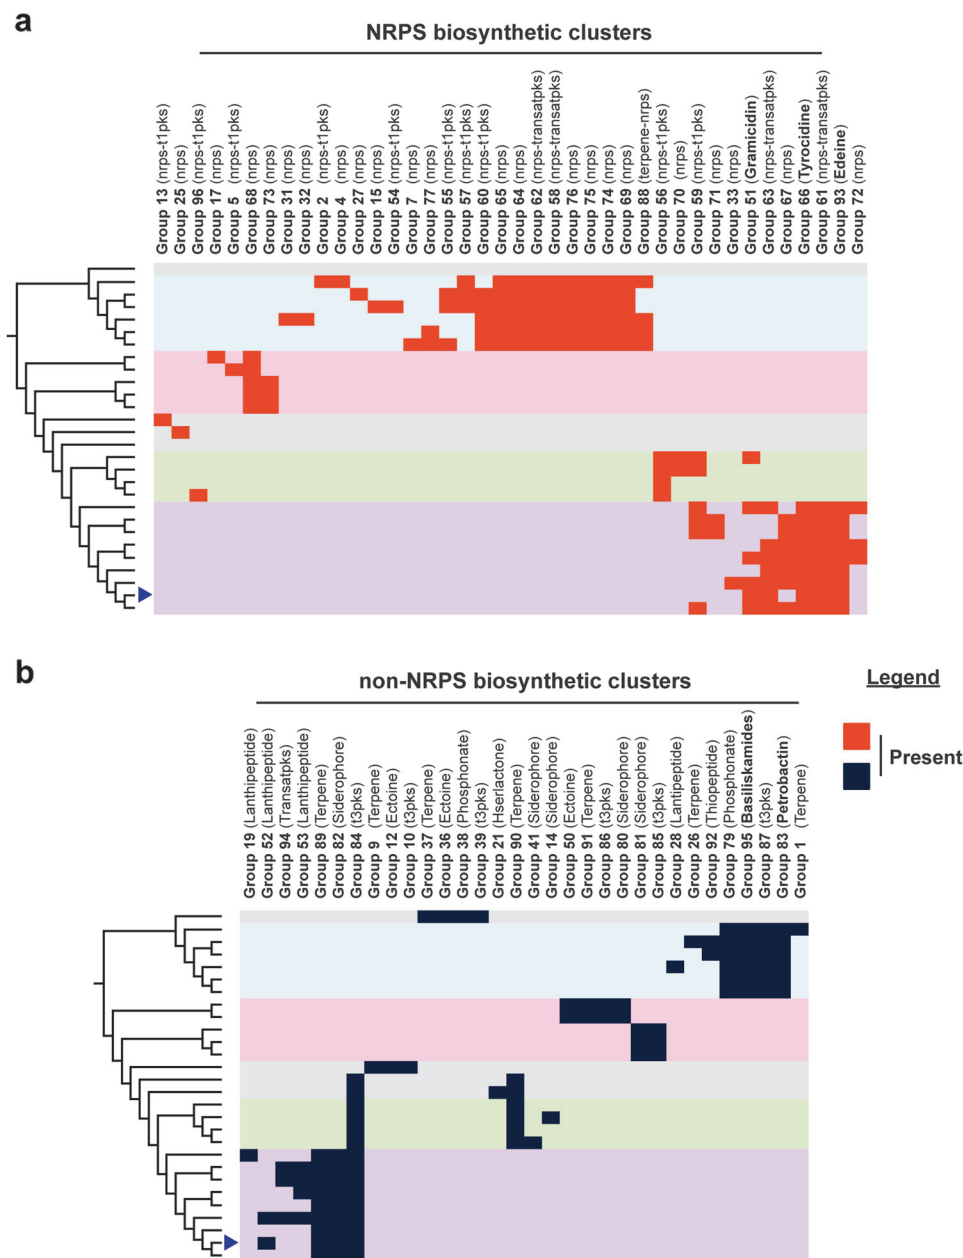 a
NRPS biosynthetic clusters
Group 13 (nrps-t1pks)
Group 25 (nrps)
Group 96 (nrps-t1pks)
Group 17 (nrps)
Group 5 (nrps-t1pks)
Group 68 (nrps)
Group 73 (nrps)
Group 31 (nrps)
Group 32 (nrps)
Group 2 (nrps-t1pks)
Group 4 (nrps)
Group 27 (nrps)
Group 15 (nrps)
Group 54 (nrps-t1pks)
Group 7 (nrps)
Group 77 (nrps)
Group 55 (nrps-t1pks)
Group 57 (nrps-t1pks)
Group 60 (nrps-t1pks)
Group 65 (nrps)
Group 64 (nrps)
Group 62 (nrps-transatpks)
Group 58 (nrps-transatpks)
Group 76 (nrps)
Group 75 (nrps)
Group 74 (nrps)
Group 69 (nrps)
Group 88 (terpene-nrps)
Group 56 (nrps-t1pks)
Group 70 (nrps)
Group 59 (nrps-t1pks)
Group 71 (nrps)
Group 33 (nrps)
Group 51 (Gramicidin)
Group 63 (nrps-transatpks)
Group 67 (nrps)
Group 66 (Tyrocidine)
Group 61 (nrps-transatpks)
Group 93 (Edeine)
Group 72 (nrps)
b
non-NRPS biosynthetic clusters
Group 19 (Lanthipeptide)
Group 52 (Lanthipeptide)
Group 94 (Transatpks)
Group 53 (Lanthipeptide)
Group 89 (Terpene)
Group 82 (Siderophore)
Group 84 (t3pks)
Group 9 (Terpene)
Group 12 (Ectoine)
Group 10 (t3pks)
Group 37 (Terpene)
Group 36 (Ectoine)
Group 38 (Phosphonate)
Group 39 (t3pks)
Group 21 (Hserlactone)
Group 90 (Terpene)
Group 41 (Siderophore)
Group 14 (Siderophore)
Group 50 (Ectoine)
Group 91 (Terpene)
Group 86 (t3pks)
Group 80 (Siderophore)
Group 81 (Siderophore)
Group 85 (t3pks)
Group 28 (Lantipeptide)
Group 26 (Terpene)
Group 92 (Thiopeptide)
Group 79 (Phosphonate)
Group 95 (Basiliskamides)
Group 87 (t3pks)
Group 83 (Petrobactin)
Group 1 (Terpene)
Legend
Present